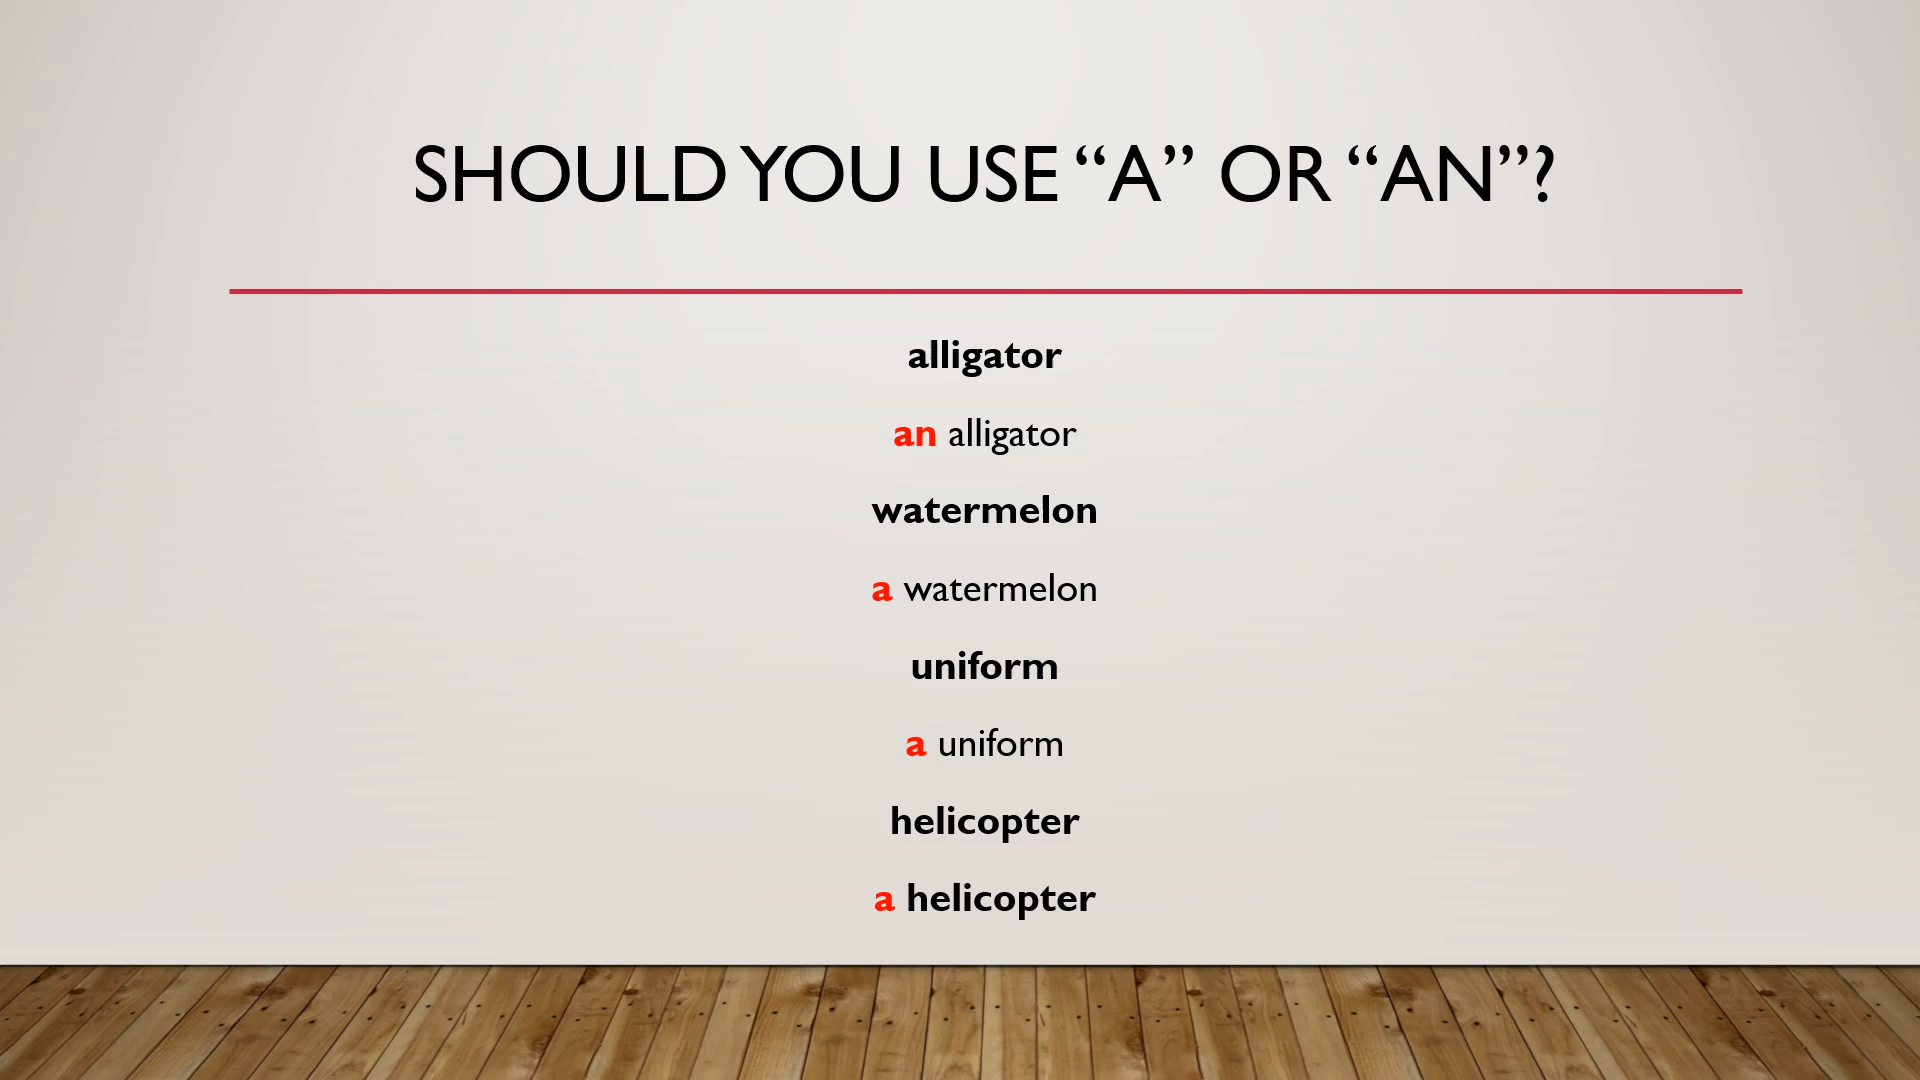 SHOULD YOU USE “A” OR “AN”?
alligator
an alligator
watermelon
a watermelon
uniform
a uniform
helicopter
a helicopter